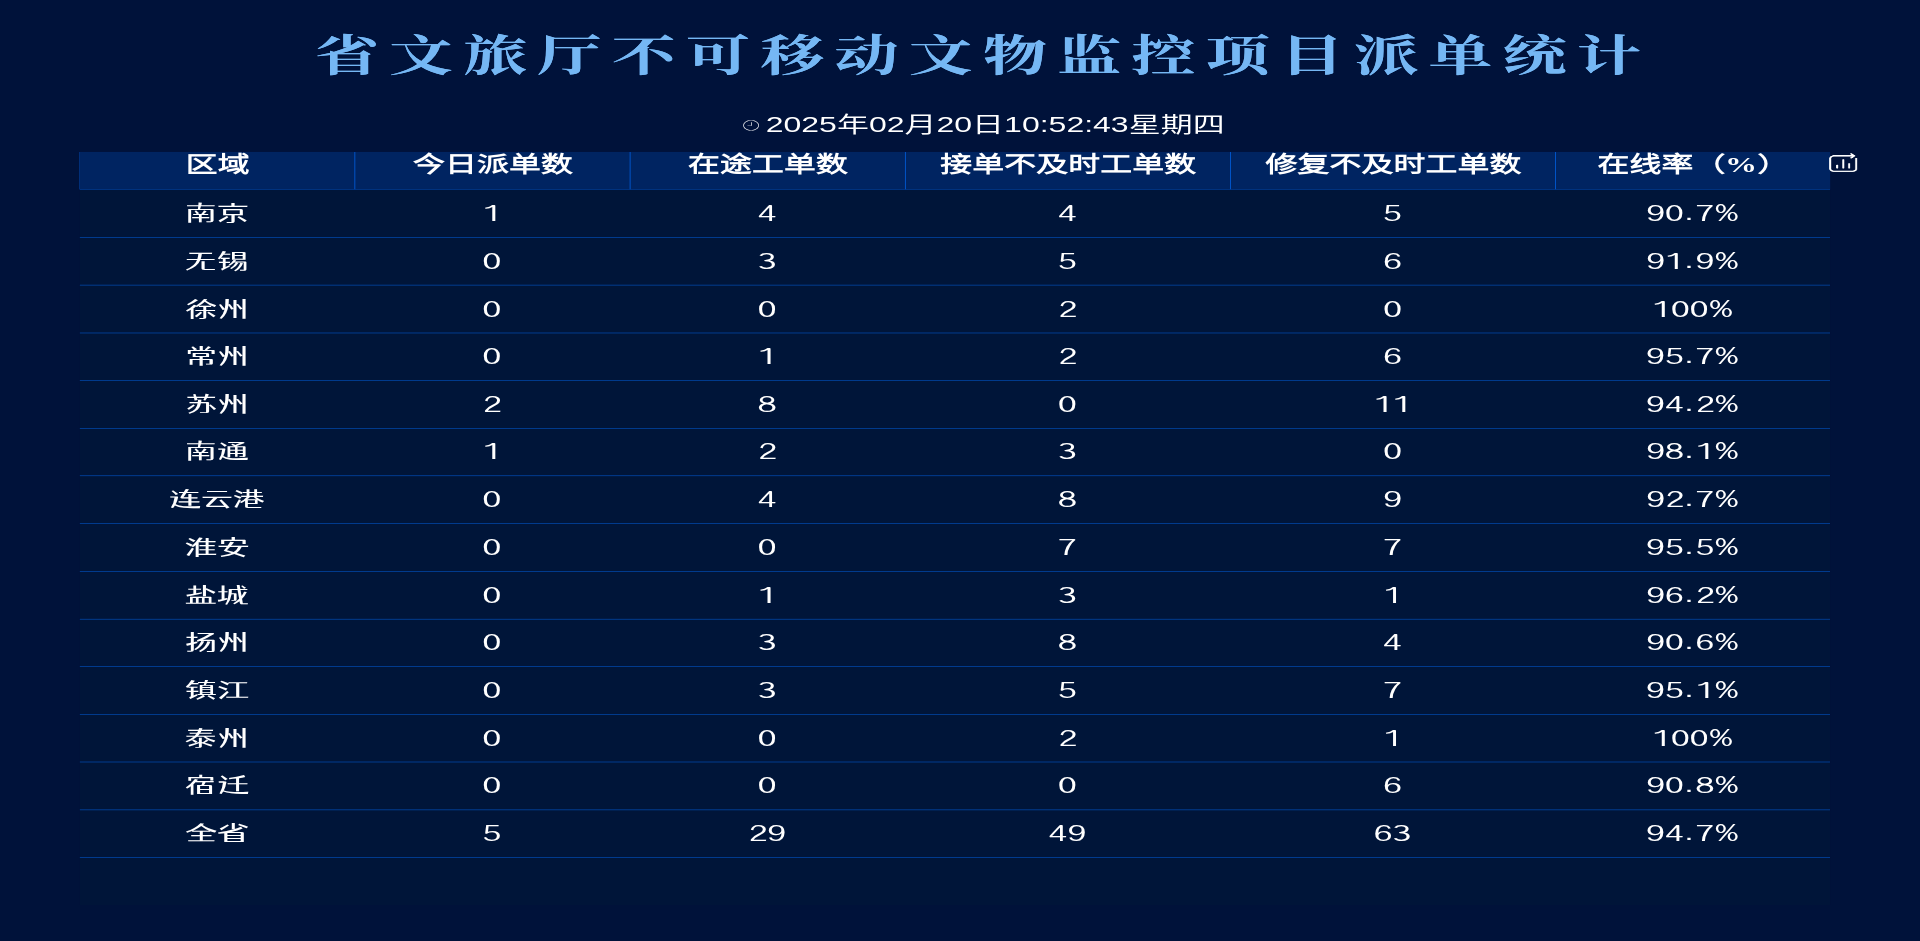 省文旅厅不可移动文物监控项目派单统计
2025年02月20日10:52:43星期四
区域 今日派单数 在途工单数 接单不及时工单数 修复不及时工单数 在线率（%）
南京 1 4 4 5 90.7%
无锡 0 3 5 6 91.9%
徐州 0 0 2 0 100%
常州 0 1 2 6 95.7%
苏州 2 8 0 11 94.2%
南通 1 2 3 0 98.1%
连云港 0 4 8 9 92.7%
淮安 0 0 7 7 95.5%
盐城 0 1 3 1 96.2%
扬州 0 3 8 4 90.6%
镇江 0 3 5 7 95.1%
泰州 0 0 2 1 100%
宿迁 0 0 0 6 90.8%
全省 5 29 49 63 94.7%